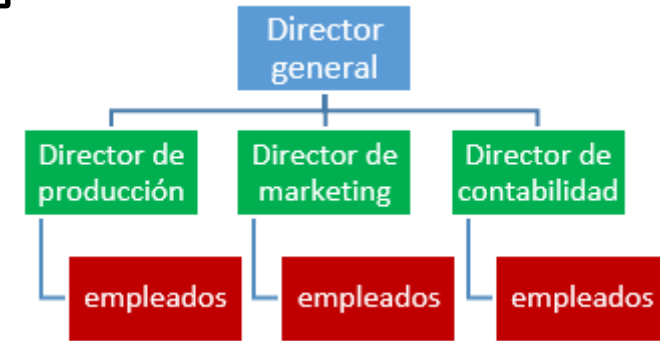 Director
general
Director de
producción
Director de
marketing
Director de
contabilidad
empleados
empleados
empleados